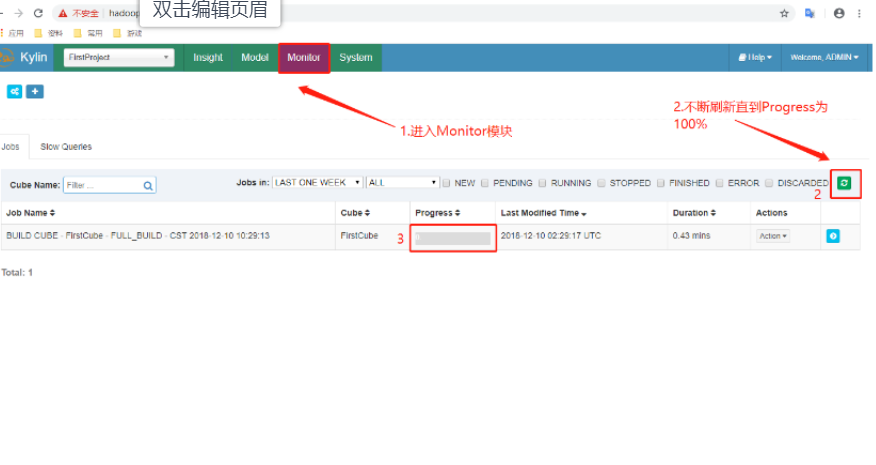 双击编辑页眉
不安全 hadoop
应用 资料 常用 游戏
Kylin FirstProject Insight Model Monitor System Help Welcome, ADMIN
1.进入Monitor模块
2.不断刷新直到Progress为
100%
Jobs Slow Queries
Cube Name: Filter ... Jobs in: LAST ONE WEEK ALL NEW PENDING RUNNING STOPPED FINISHED ERROR DISCARDED
2
Job Name Cube Progress Last Modified Time Duration Actions
BUILD CUBE - FirstCube - FULL_BUILD - CST 2018-12-10 10:29:13 FirstCube 3 2018-12-10 02:29:17 UTC 0.43 mins Action
Total: 1